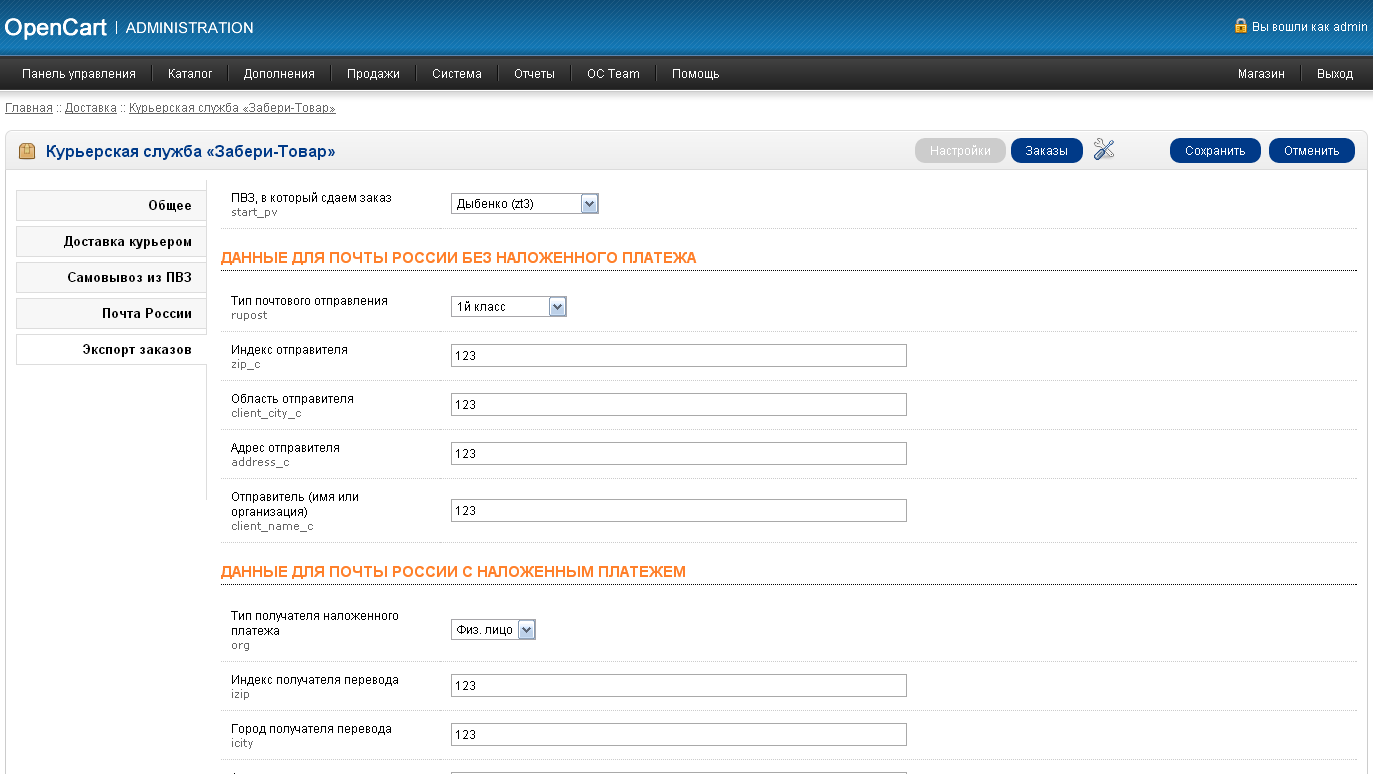 OpenCart | ADMINISTRATION
Вы вошли как admin
Панель управления Каталог Дополнения Продажи Система Отчеты OC Team Помощь Магазин Выход
Главная :: Доставка :: Курьерская служба «Забери-Товар»
Курьерская служба «Забери-Товар» Настройки Заказы Сохранить Отменить
Общее
Доставка курьером
Самовывоз из ПВЗ
Почта России
Экспорт заказов
ПВЗ, в который сдаем заказ
start_pv
Дыбенко (zt3)
ДАННЫЕ ДЛЯ ПОЧТЫ РОССИИ БЕЗ НАЛОЖЕННОГО ПЛАТЕЖА
Тип почтового отправления
rupost
1й класс
Индекс отправителя
zip_c
123
Область отправителя
client_city_c
123
Адрес отправителя
address_c
123
Отправитель (имя или
организация)
client_name_c
123
ДАННЫЕ ДЛЯ ПОЧТЫ РОССИИ С НАЛОЖЕННЫМ ПЛАТЕЖЕМ
Тип получателя наложенного
платежа
org
Физ. лицо
Индекс получателя перевода
izip
123
Город получателя перевода
icity
123